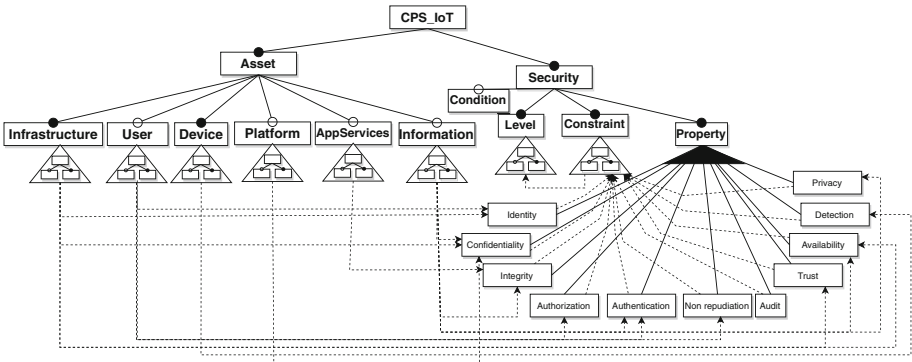 CPS_IoT
Asset
Security
Condition
Infrastructure
User
Device
Platform
AppServices
Information
Level
Constraint
Property
Privacy
Identity
Detection
Confidentiality
Availability
Integrity
Trust
Authorization
Authentication
Non repudiation
Audit